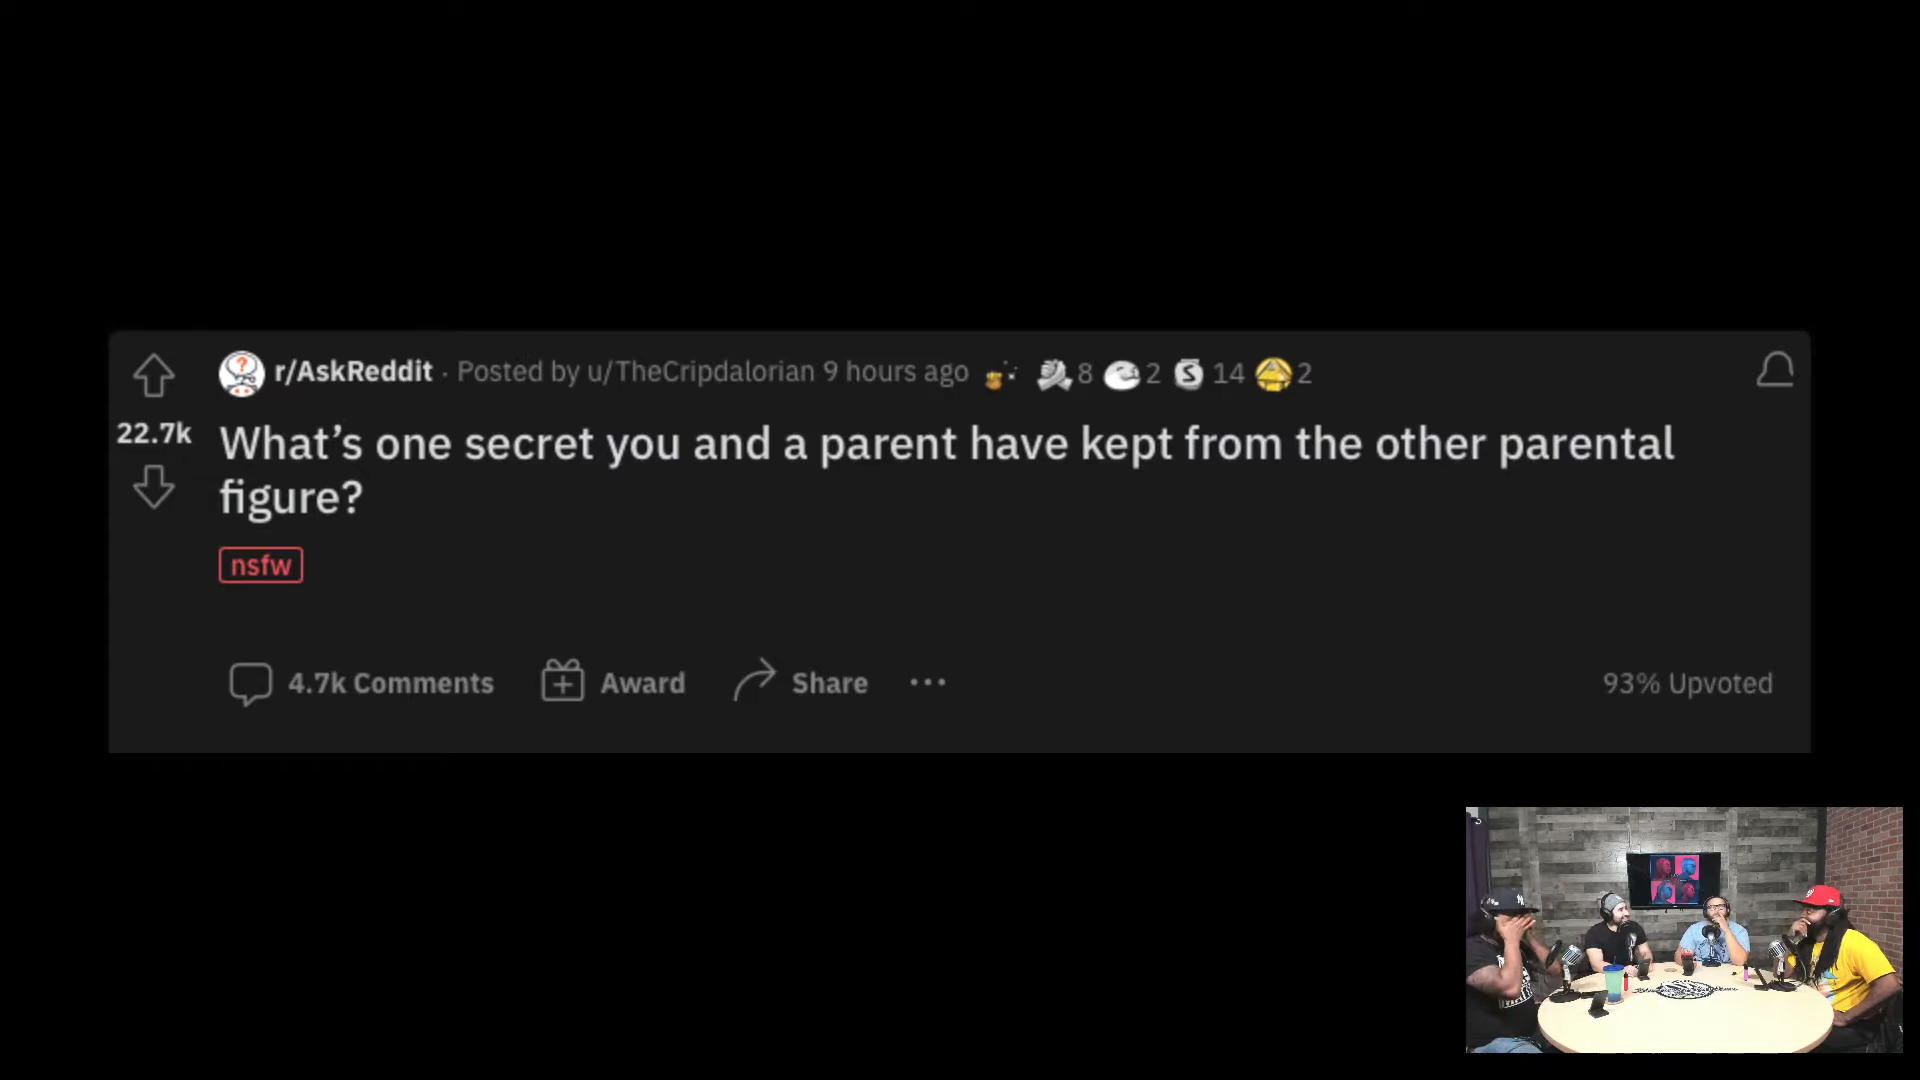 r/AskReddit · Posted by u/TheCripdalorian 9 hours ago 8 2 S 14 2
22.7k
What’s one secret you and a parent have kept from the other parental
figure?
nsfw
4.7k Comments Award Share ··· 93% Upvoted